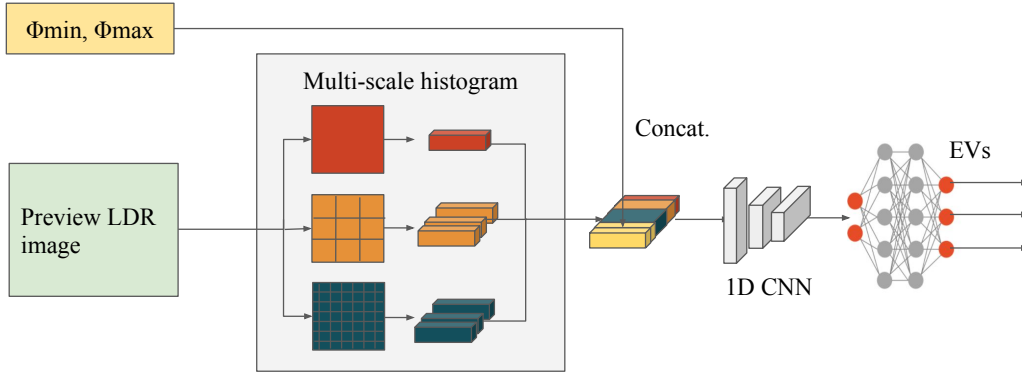 Φmin, Φmax
Multi-scale histogram
Concat.
EVs
Preview LDR
image
1D CNN